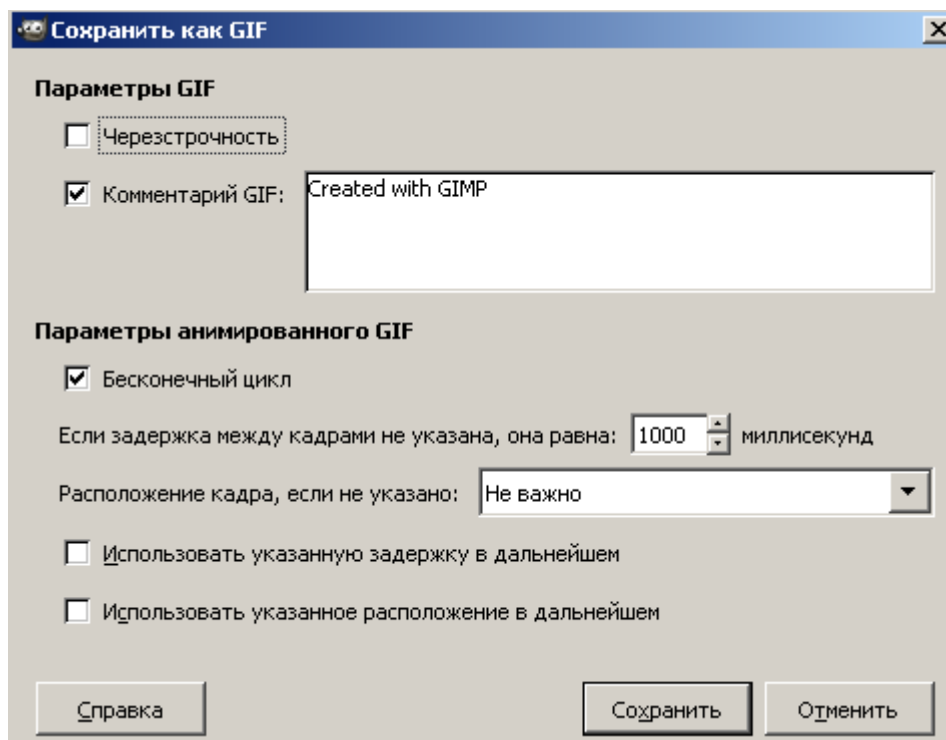 Сохранить как GIF
Параметры GIF
Черезстрочность
Комментарий GIF:
Created with GIMP
Параметры анимированного GIF
Бесконечный цикл
Если задержка между кадрами не указана, она равна: 1000 миллисекунд
Расположение кадра, если не указано: Не важно
Использовать указанную задержку в дальнейшем
Использовать указанное расположение в дальнейшем
Справка
Сохранить
Отменить